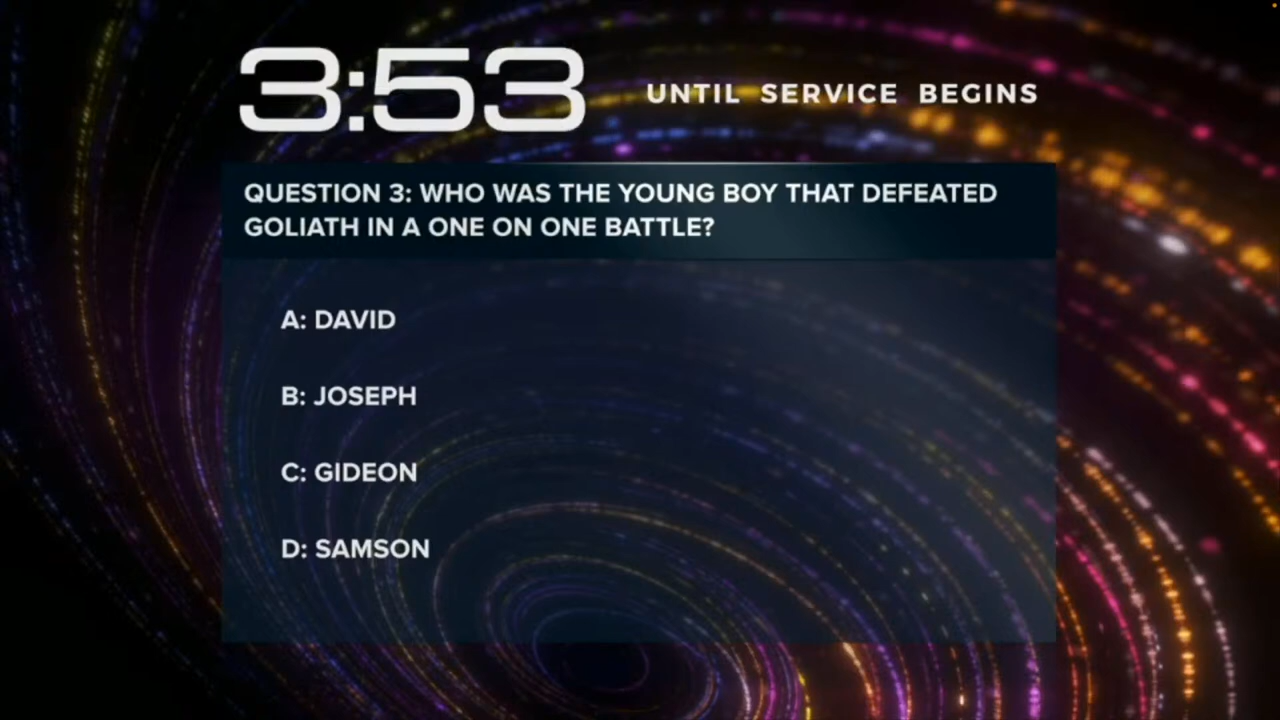 3:53 UNTIL SERVICE BEGINS
QUESTION 3: WHO WAS THE YOUNG BOY THAT DEFEATED
GOLIATH IN A ONE ON ONE BATTLE?
A: DAVID
B: JOSEPH
C: GIDEON
D: SAMSON